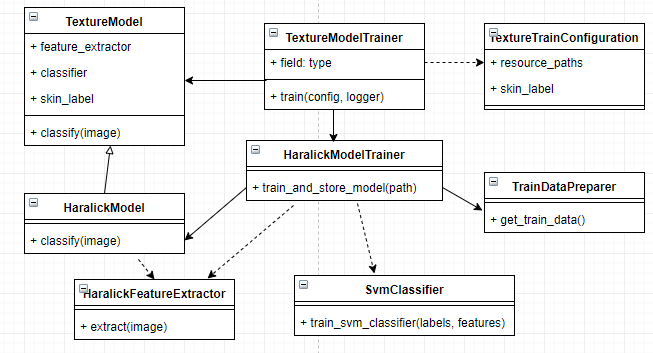 TextureModel
+ feature_extractor
+ classifier
+ skin_label
+ classify(image)
TextureModelTrainer
+ field: type
+ train(config, logger)
TextureTrainConfiguration
+ resource_paths
+ skin_label
HaralickModelTrainer
+ train_and_store_model(path)
TrainDataPreparer
+ get_train_data()
HaralickModel
+ classify(image)
HaralickFeatureExtractor
+ extract(image)
SvmClassifier
+ train_svm_classifier(labels, features)